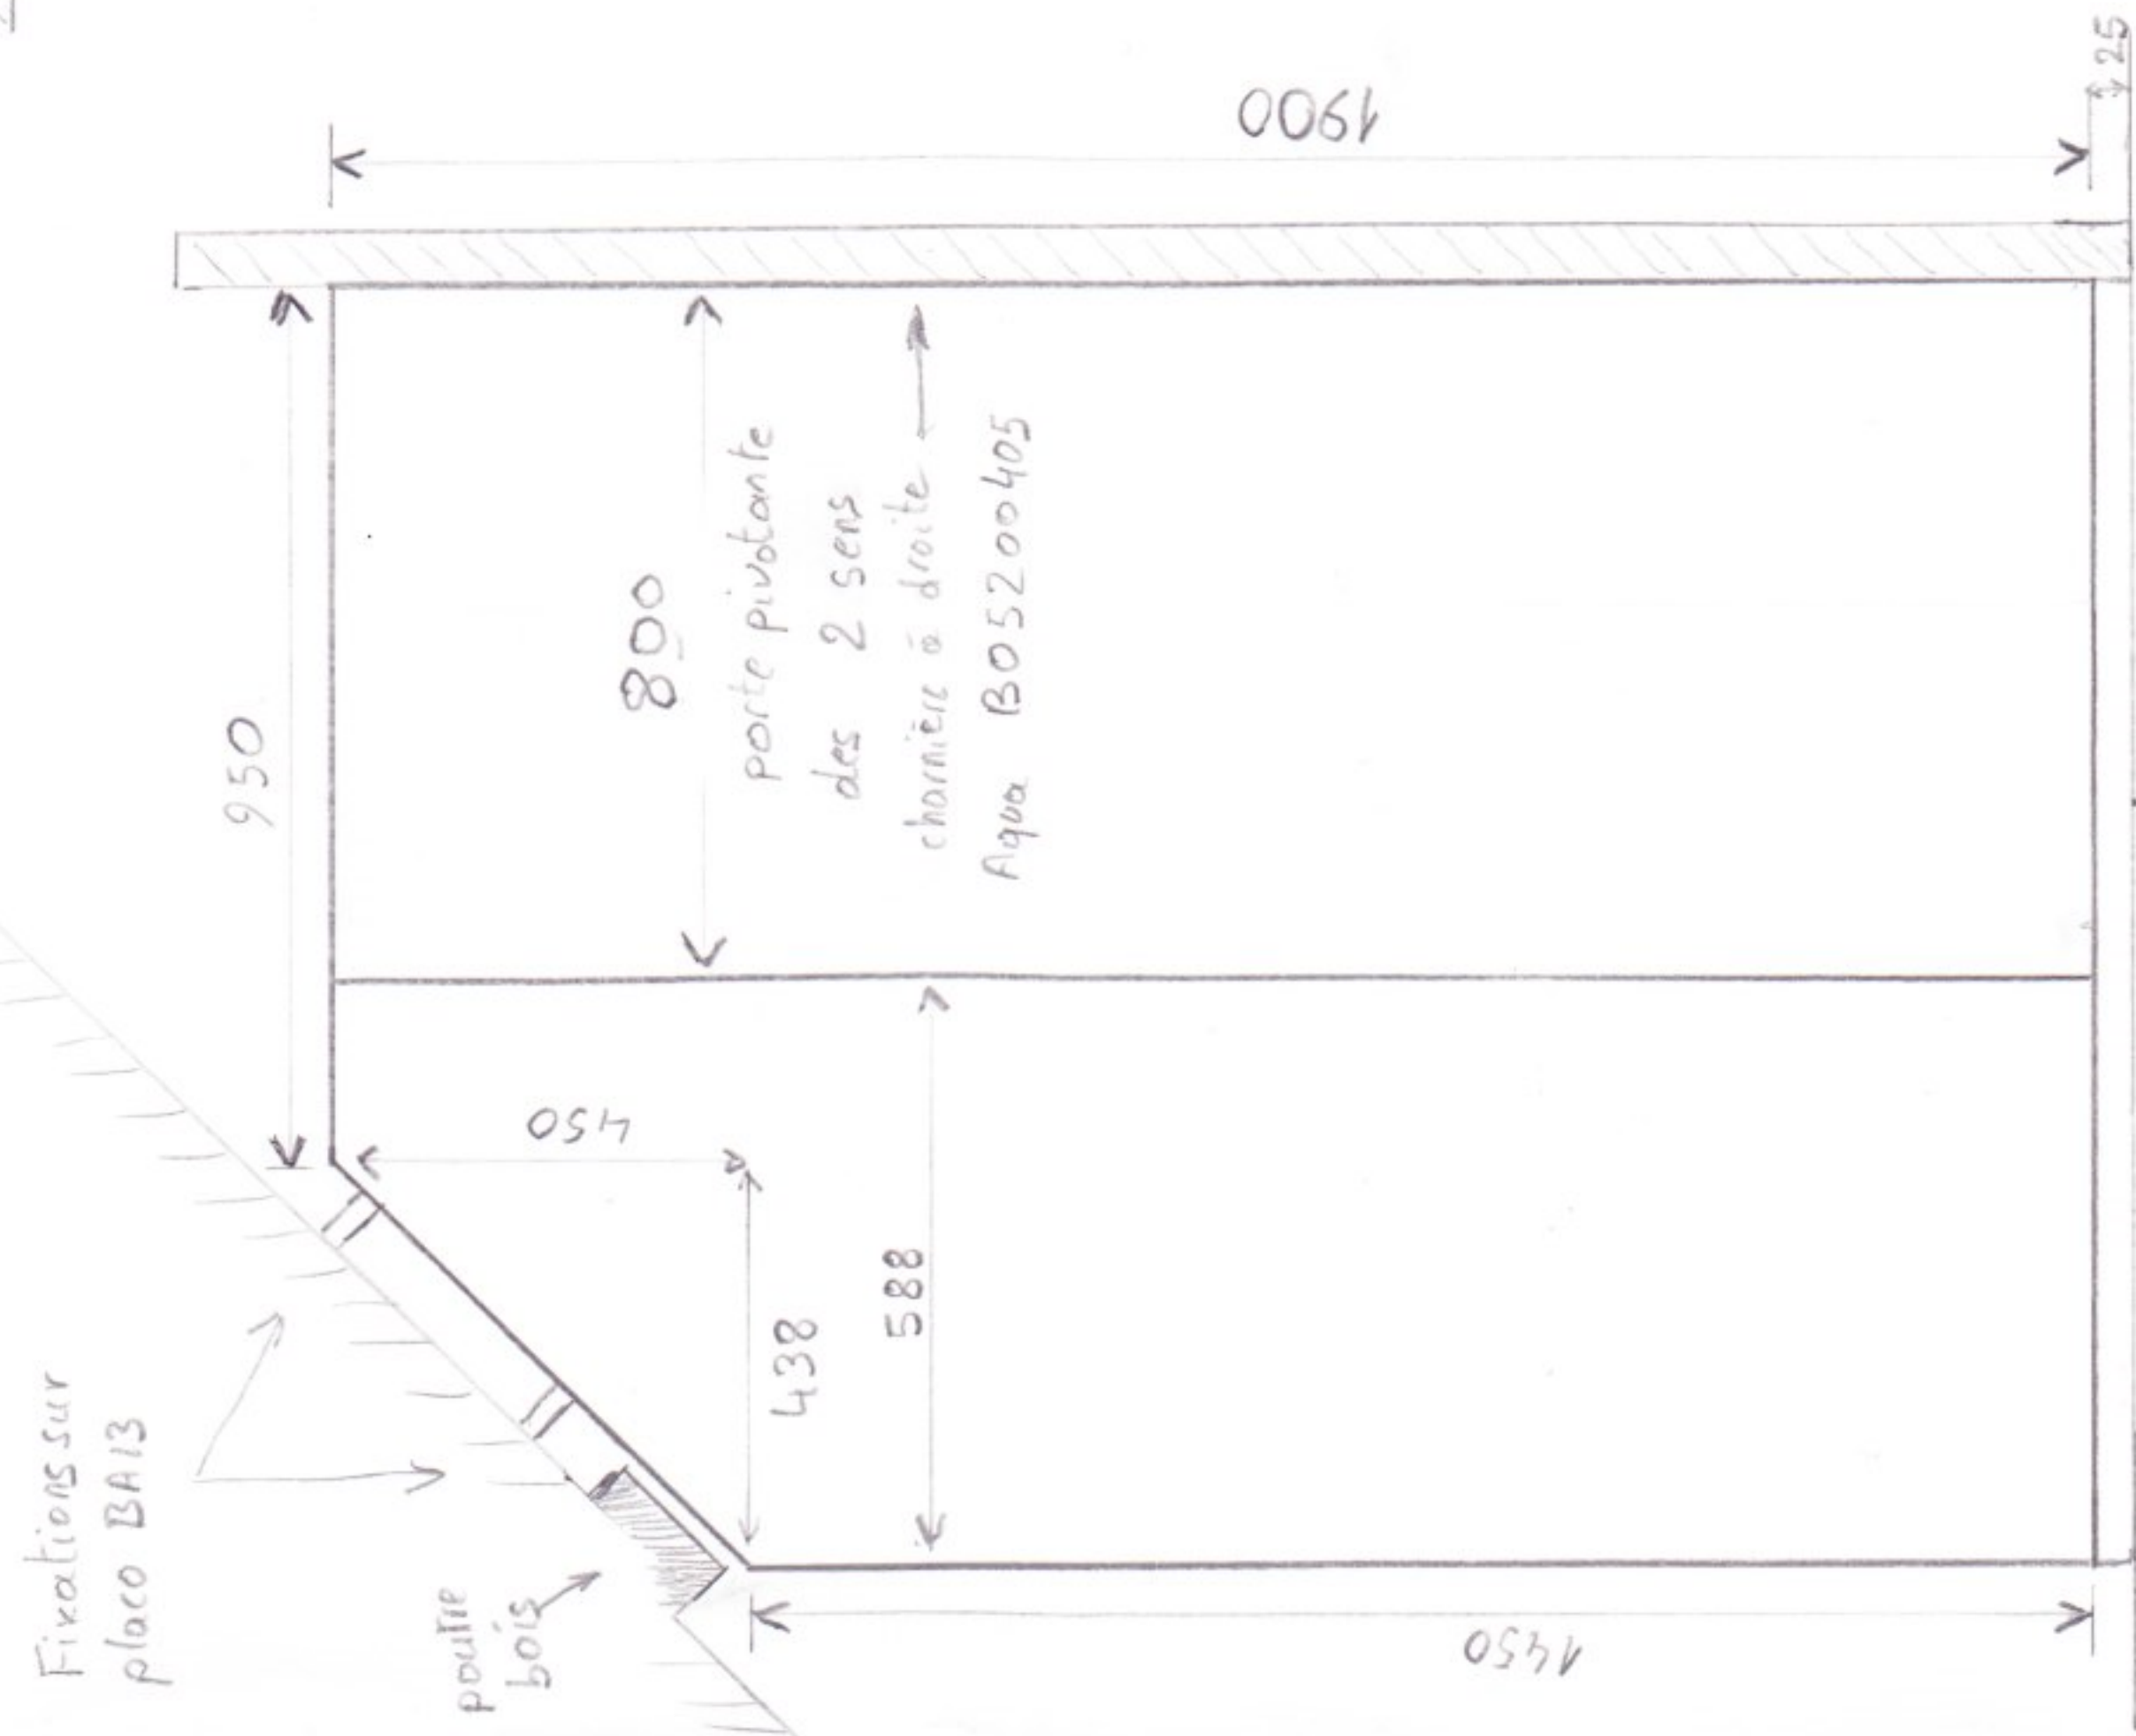 Fixations sur
placo BA13
poutre
bois
950
800
porte pivotante
des 2 sens
charnière à droite
Aqua B05200405
450
438
588
1900
1450
25